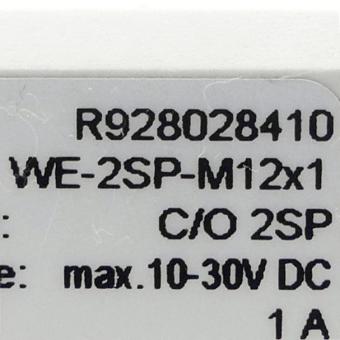 R928028410
WE-2SP-M12x1
: C/O 2SP
e: max.10-30V DC
1 A